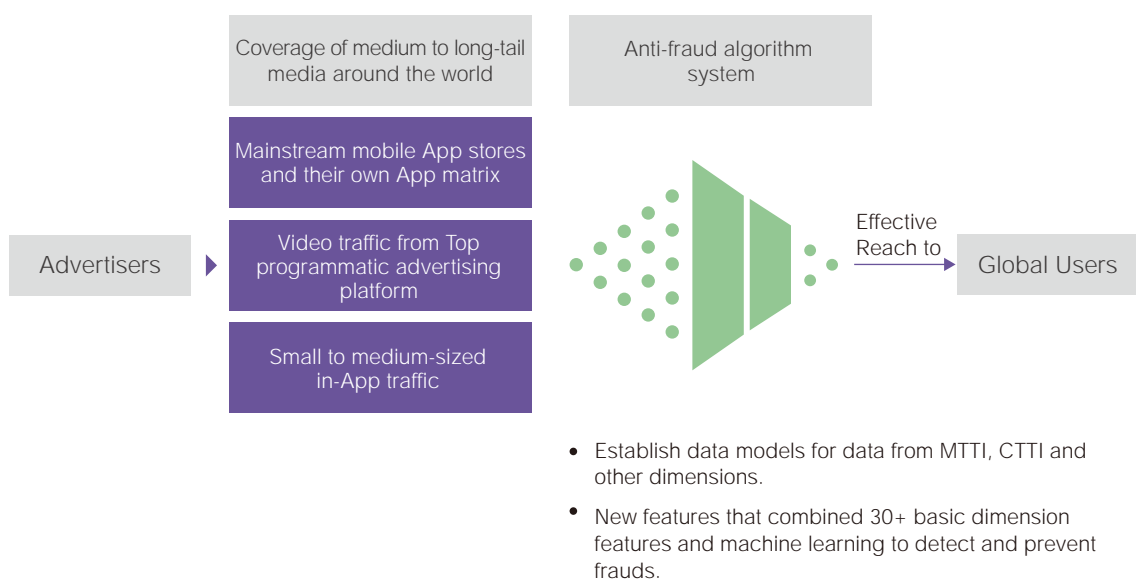 Coverage of medium to long-tail
media around the world
Anti-fraud algorithm
system
Mainstream mobile App stores
and their own App matrix
Advertisers
Video traffic from Top
programmatic advertising
platform
Small to medium-sized
in-App traffic
Effective
Reach to
Global Users
• Establish data models for data from MTTI, CTTI and
other dimensions.
• New features that combined 30+ basic dimension
features and machine learning to detect and prevent
frauds.